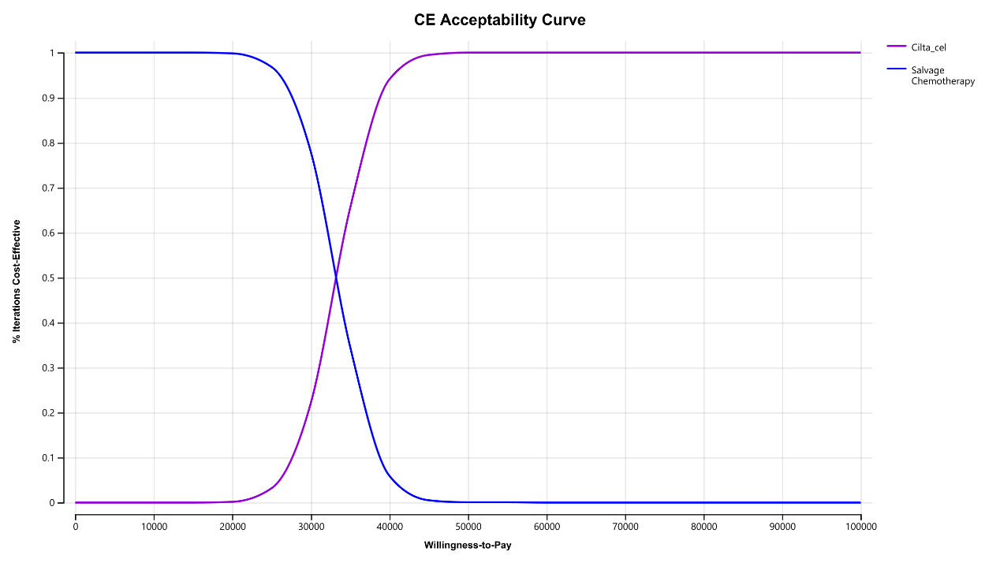 CE Acceptability Curve
Cilta_cel
Salvage
Chemotherapy
% Iterations Cost-Effective
1
0.9
0.8
0.7
0.6
0.5
0.4
0.3
0.2
0.1
0
0 10000 20000 30000 40000 50000 60000 70000 80000 90000 100000
Willingness-to-Pay